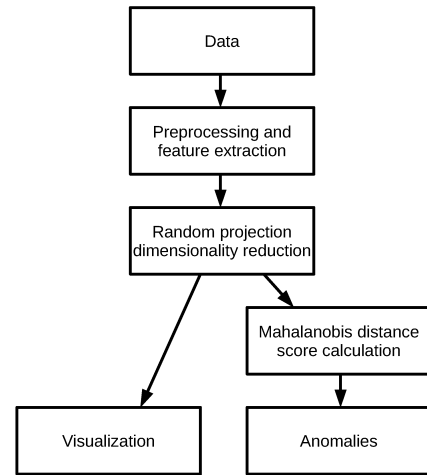 Data
Preprocessing and
feature extraction
Random projection
dimensionality reduction
Mahalanobis distance
score calculation
Visualization
Anomalies